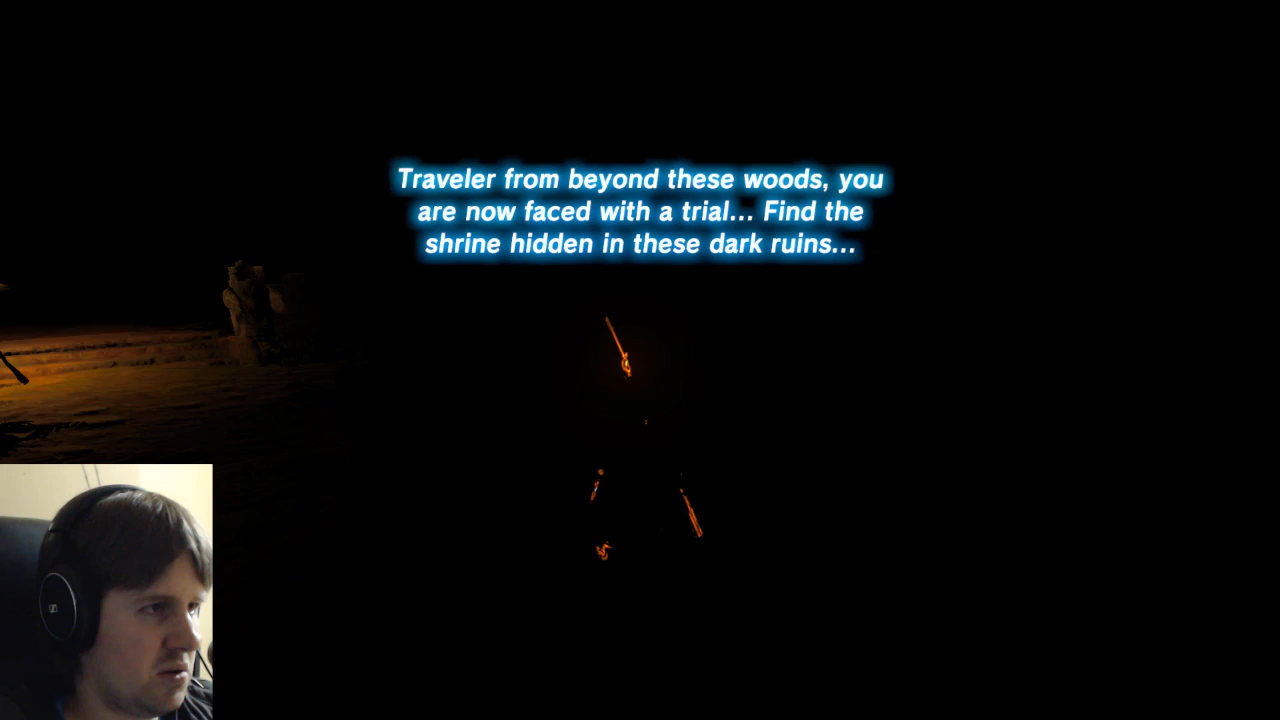 Traveler from beyond these woods, you
are now faced with a trial... Find the
shrine hidden in these dark ruins...